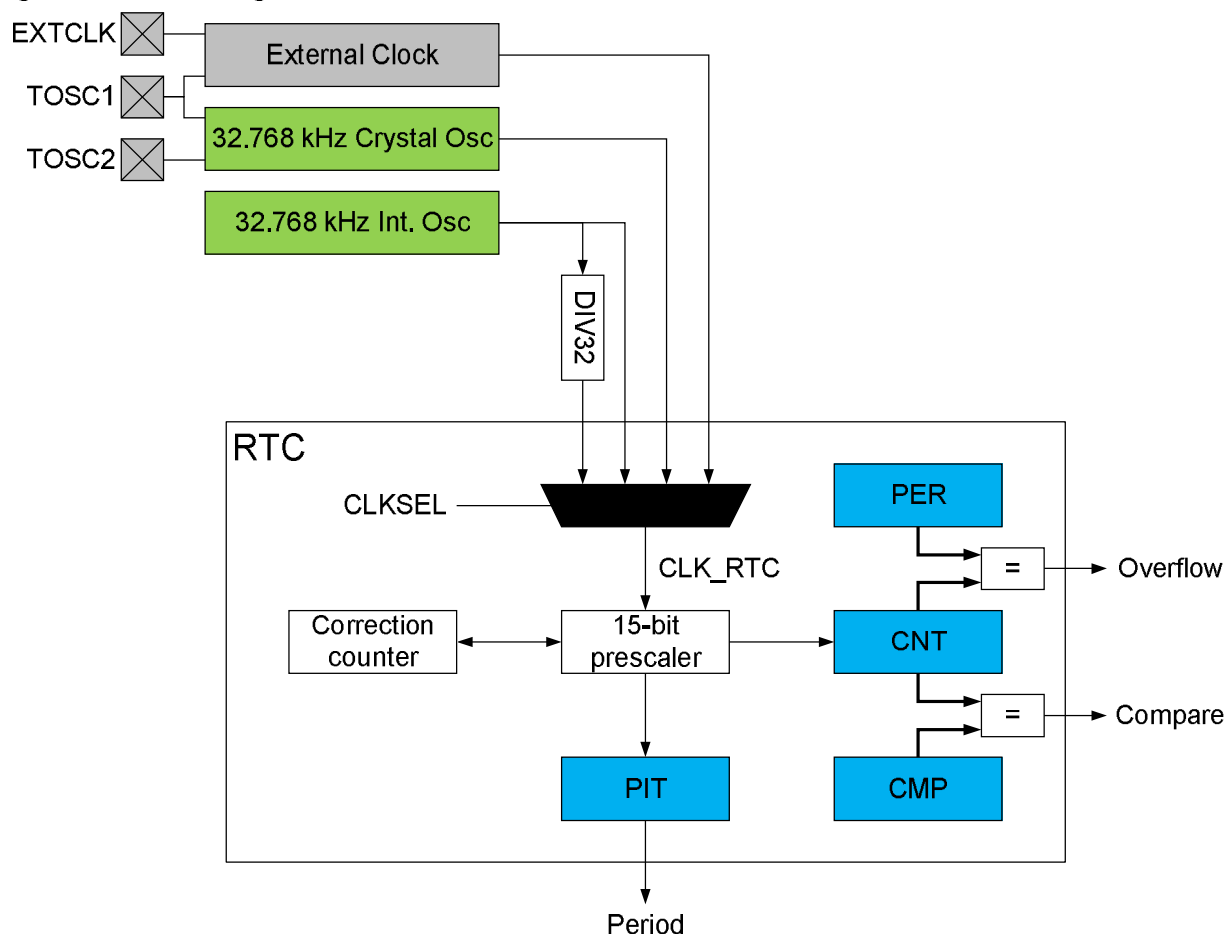 EXTCLK
External Clock
TOSC1
32.768 kHz Crystal Osc
TOSC2
32.768 kHz Int. Osc
DIV32
RTC
CLKSEL
PER
CLK_RTC
=
Overflow
Correction
counter
15-bit
prescaler
CNT
=
Compare
PIT
CMP
Period